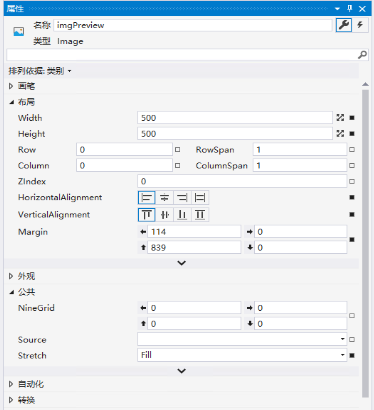 属性
名称 imgPreview
类型 Image
排列依据: 类别
画笔
布局
Width 500
Height 500
Row 0 RowSpan 1
Column 0 ColumnSpan 1
ZIndex 0
HorizontalAlignment
VerticalAlignment
Margin 114 0
839 0
外观
公共
NineGrid 0 0
0 0
Source
Stretch Fill
自动化
转换